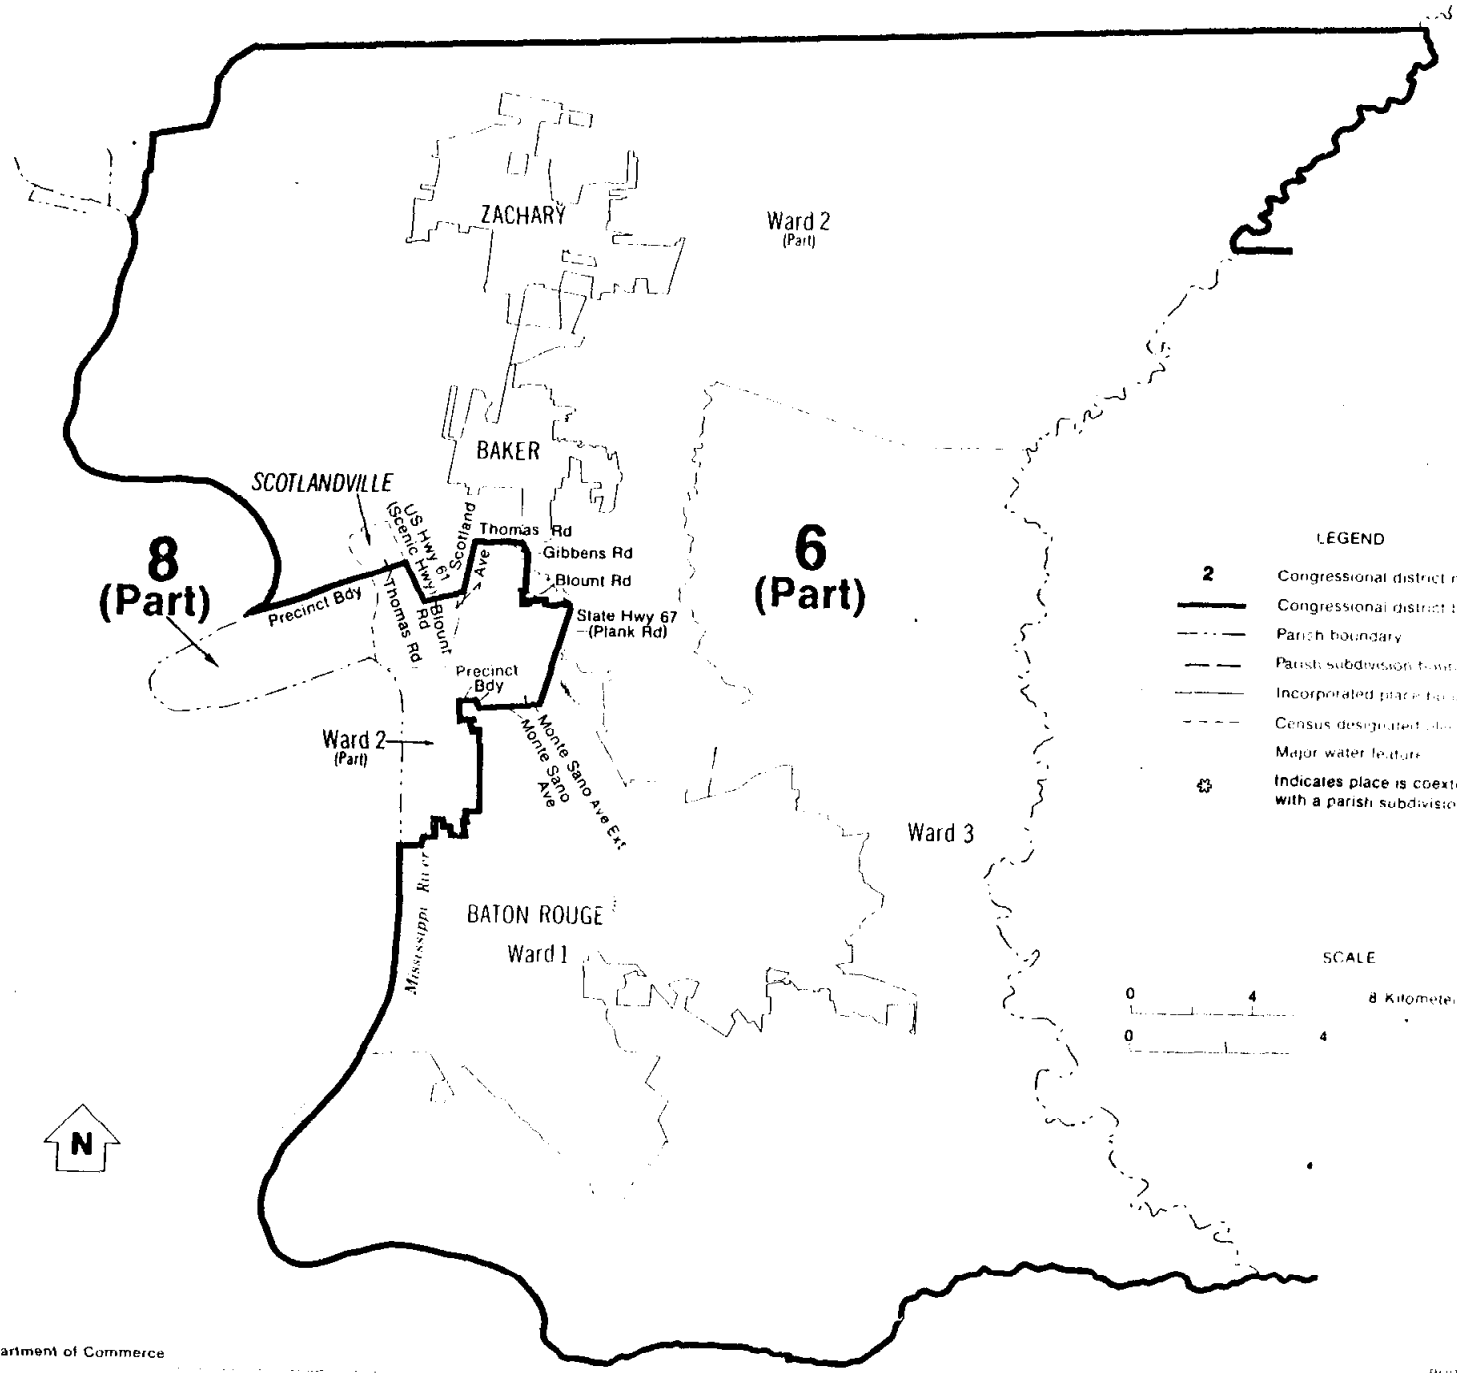 ZACHARY
Ward 2
(Part)
BAKER
SCOTLANDVILLE
US Hwy 61
(Scenic Hwy)
Scotland
Ave
Thomas Rd
Gibbens Rd
Blount Rd
8
(Part)
6
(Part)
Precinct Bdy
Thomas Rd
Blount
Rd
State Hwy 67
(Plank Rd)
Precinct
Bdy
Ward 2
(Part)
Monte Sano
Ave
Monte Sano Ave Ext
Ward 3
Mississippi River
BATON ROUGE
Ward 1
LEGEND
2 Congressional district
Congressional district
Parish boundary
Parish subdivision
Incorporated place
Census designated
Major water feature
Indicates place is
with a parish
SCALE
0 4 8
0 4
N
of Commerce